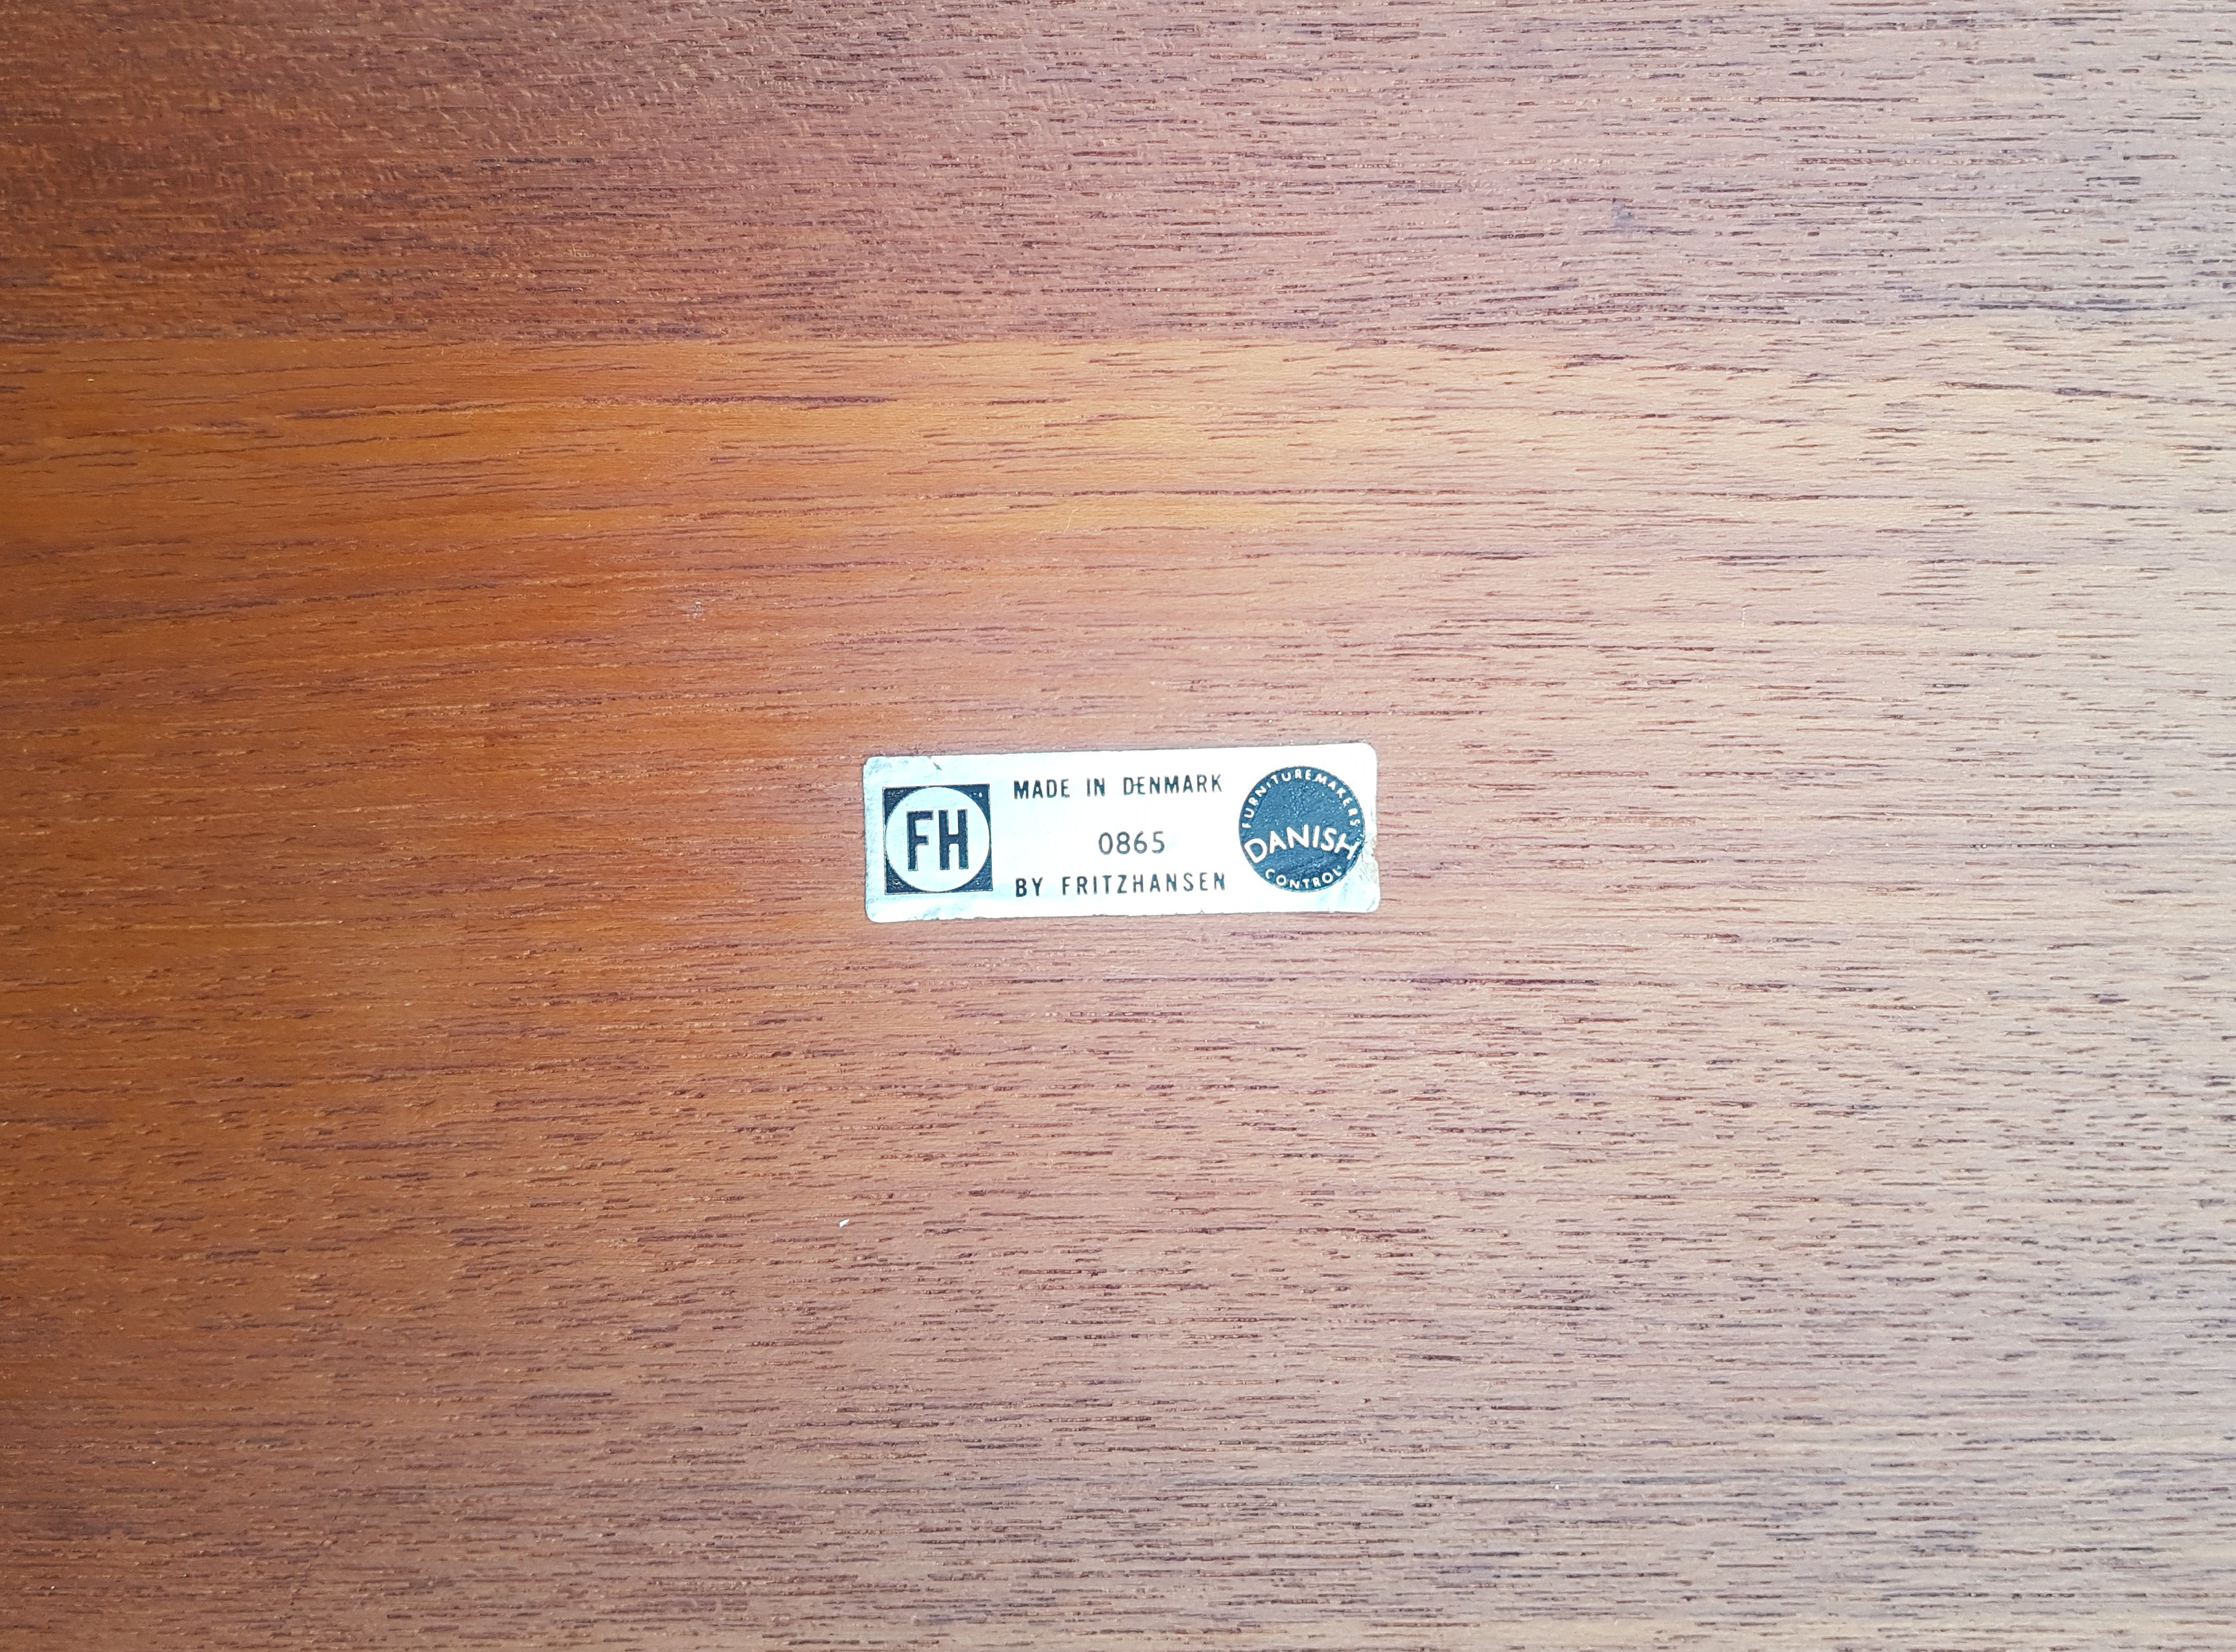 FH
MADE IN DENMARK
0865
BY FRITZHANSEN
FURNITUREMAKERS'
DANISH
CONTROL